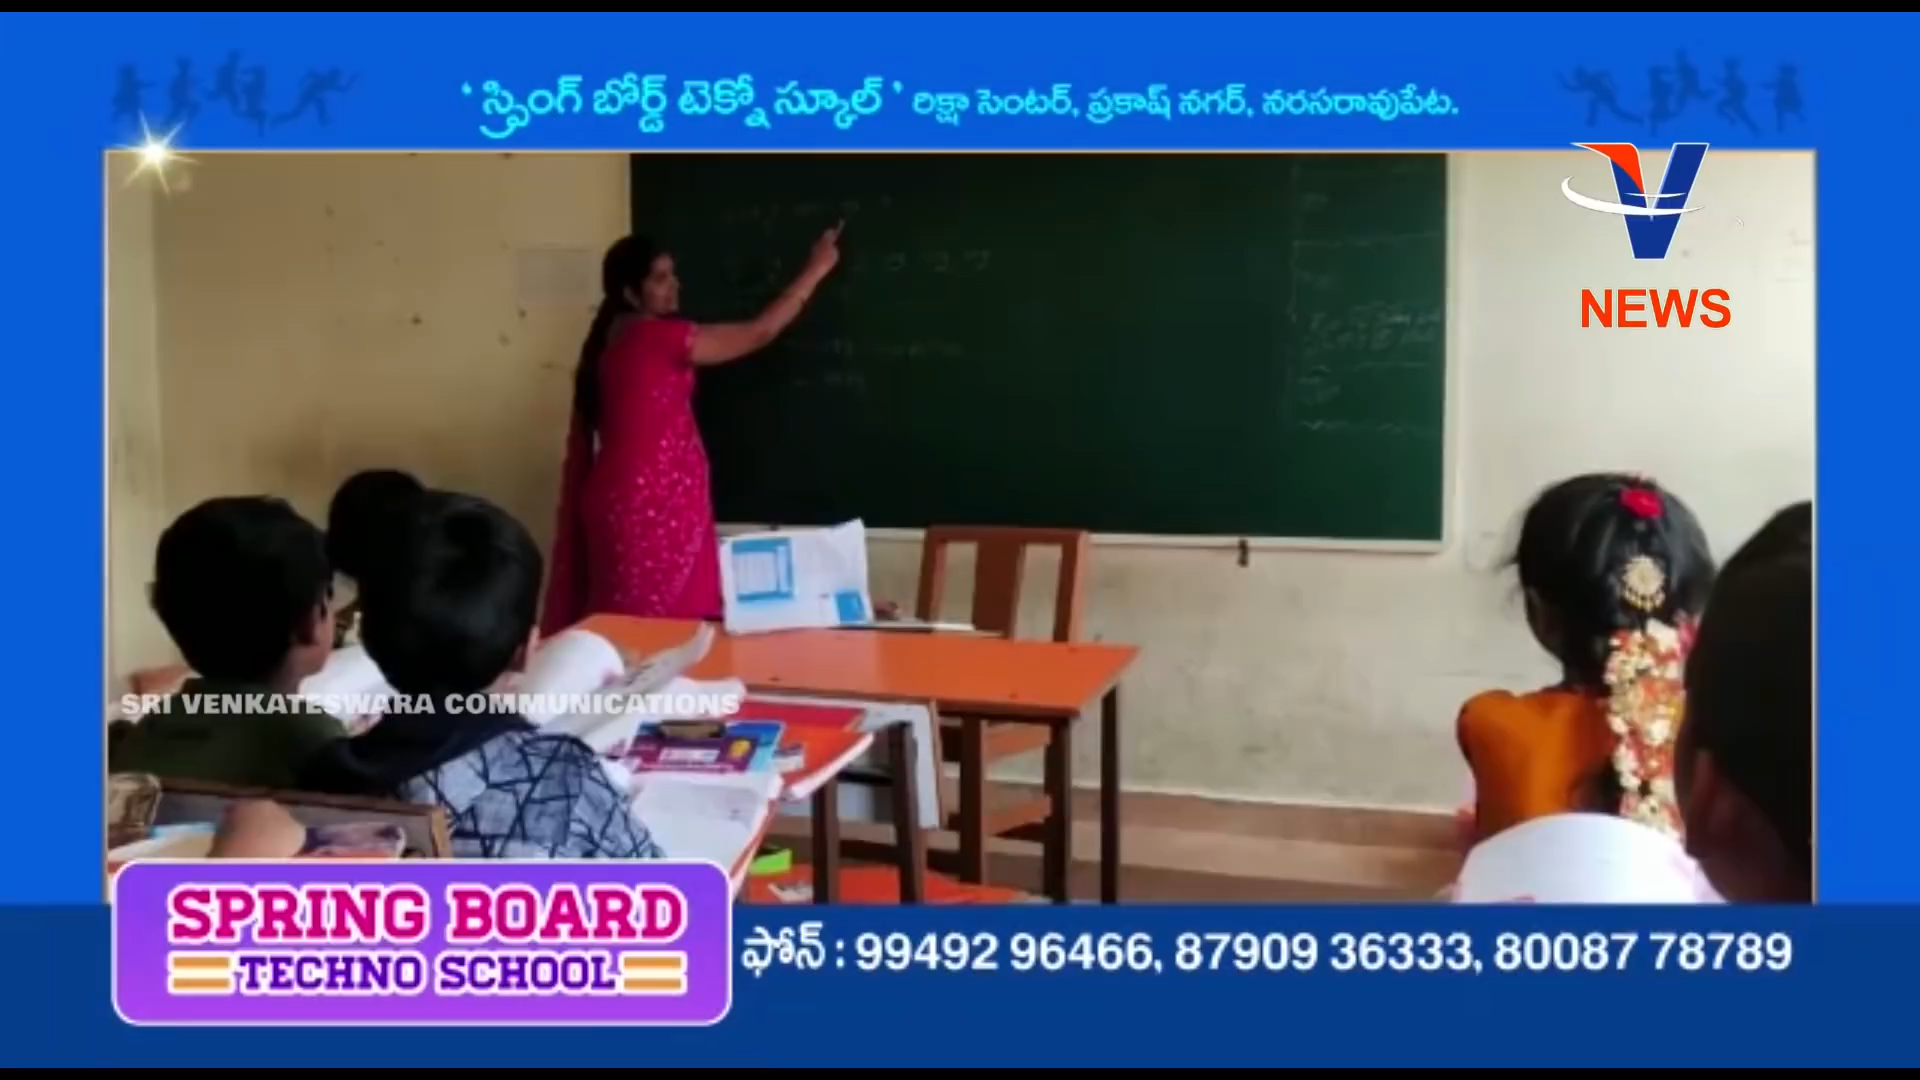 ' స్ప్రింగ్ బోర్డ్ టెక్నో స్కూల్ ' రిక్షా సెంటర్, ప్రకాష్ నగర్, నరసరావుపేట.
V
NEWS
SRI VENKATESWARA COMMUNICATIONS
SPRING BOARD
TECHNO SCHOOL
ఫోన్ : 99492 96466, 87909 36333, 80087 78789